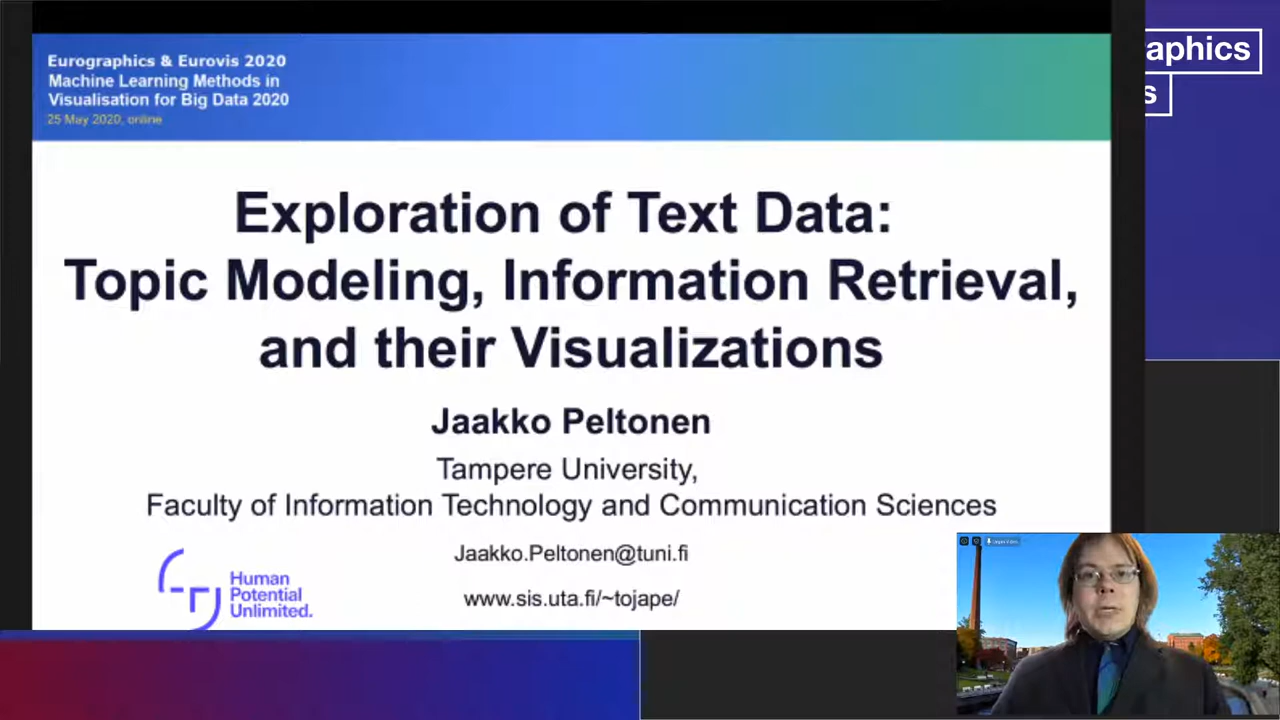 Eurographics & Eurovis 2020
Machine Learning Methods in
Visualisation for Big Data 2020
25 May 2020, online
aphics
s
Exploration of Text Data:
Topic Modeling, Information Retrieval,
and their Visualizations
Jaakko Peltonen
Tampere University,
Faculty of Information Technology and Communication Sciences
Jaakko.Peltonen@tuni.fi
www.sis.uta.fi/~tojape/
Human
Potential
Unlimited.